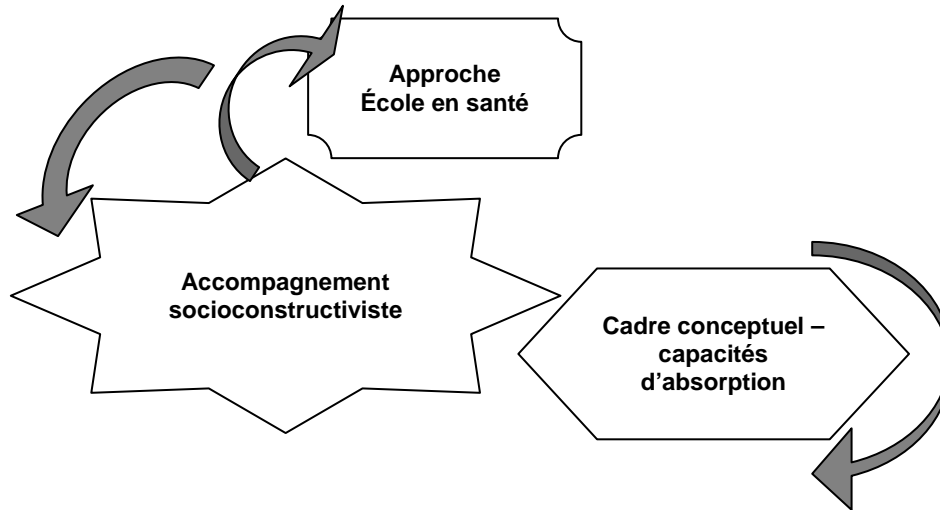 Approche
École en santé
Accompagnement
socioconstructiviste
Cadre conceptuel –
capacités
d’absorption